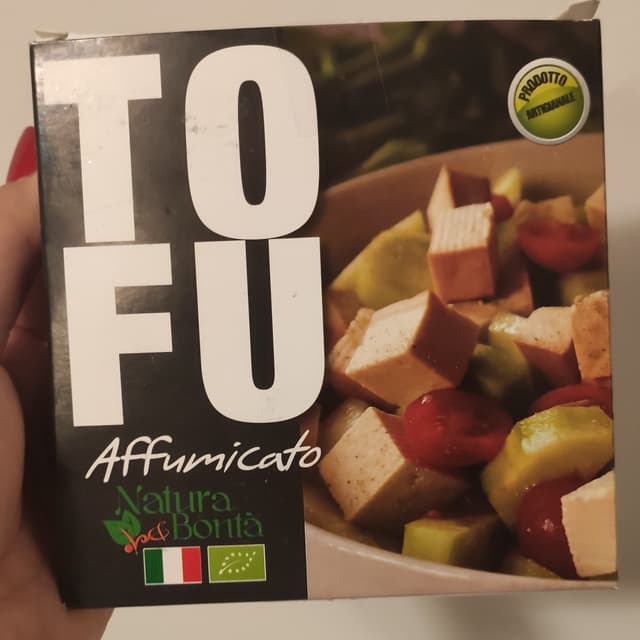 TO
FU
Affumicato
Natura
& Bontà
PRODOTTO
ARTIGIANALE